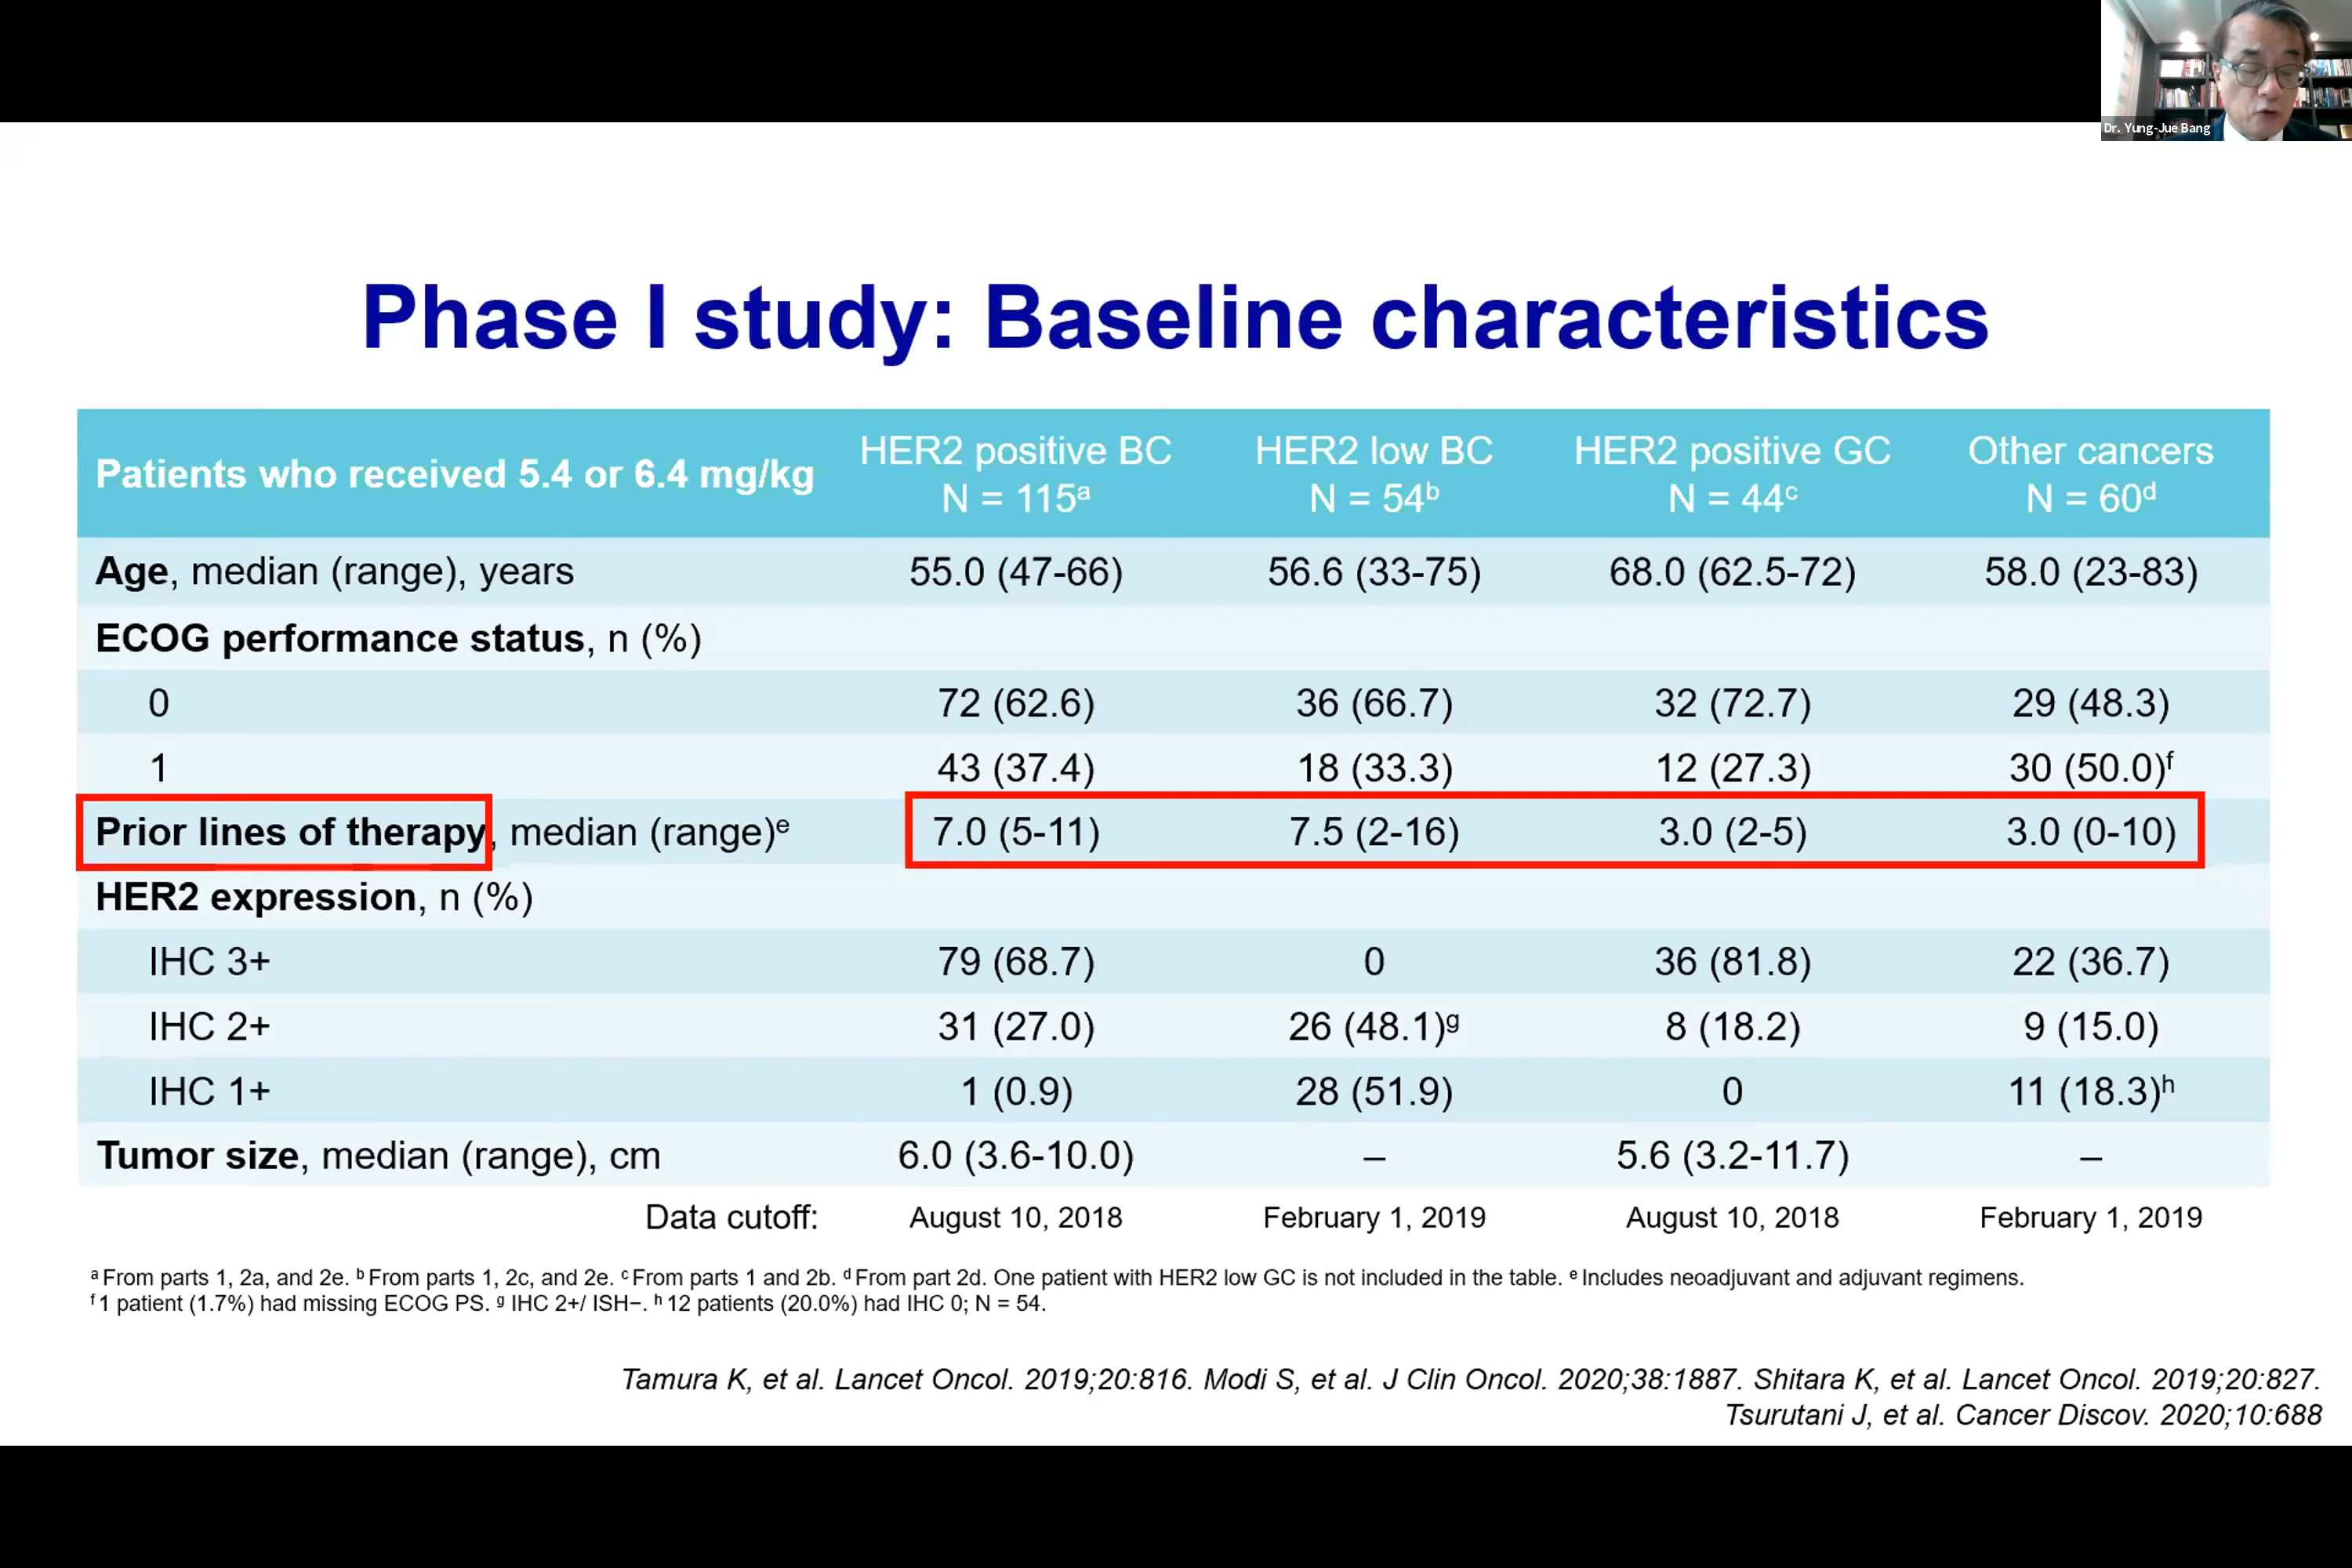 Dr. Yung-Jue Bang
Phase I study: Baseline characteristics
Patients who received 5.4 or 6.4 mg/kg HER2 positive BC N = 115ᵃ HER2 low BC N = 54ᵇ HER2 positive GC N = 44ᶜ Other cancers N = 60ᵈ
Age, median (range), years 55.0 (47-66) 56.6 (33-75) 68.0 (62.5-72) 58.0 (23-83)
ECOG performance status, n (%)
0 72 (62.6) 36 (66.7) 32 (72.7) 29 (48.3)
1 43 (37.4) 18 (33.3) 12 (27.3) 30 (50.0)ᶠ
Prior lines of therapy, median (range)ᵉ 7.0 (5-11) 7.5 (2-16) 3.0 (2-5) 3.0 (0-10)
HER2 expression, n (%)
IHC 3+ 79 (68.7) 0 36 (81.8) 22 (36.7)
IHC 2+ 31 (27.0) 26 (48.1)ᵍ 8 (18.2) 9 (15.0)
IHC 1+ 1 (0.9) 28 (51.9) 0 11 (18.3)ʰ
Tumor size, median (range), cm 6.0 (3.6-10.0) – 5.6 (3.2-11.7) –
Data cutoff: August 10, 2018 February 1, 2019 August 10, 2018 February 1, 2019
ᵃ From parts 1, 2a, and 2e. ᵇ From parts 1, 2c, and 2e. ᶜ From parts 1 and 2b. ᵈ From part 2d. One patient with HER2 low GC is not included in the table. ᵉ Includes neoadjuvant and adjuvant regimens.
ᶠ 1 patient (1.7%) had missing ECOG PS. ᵍ IHC 2+/ ISH−. ʰ 12 patients (20.0%) had IHC 0; N = 54.
Tamura K, et al. Lancet Oncol. 2019;20:816. Modi S, et al. J Clin Oncol. 2020;38:1887. Shitara K, et al. Lancet Oncol. 2019;20:827.
Tsurutani J, et al. Cancer Discov. 2020;10:688